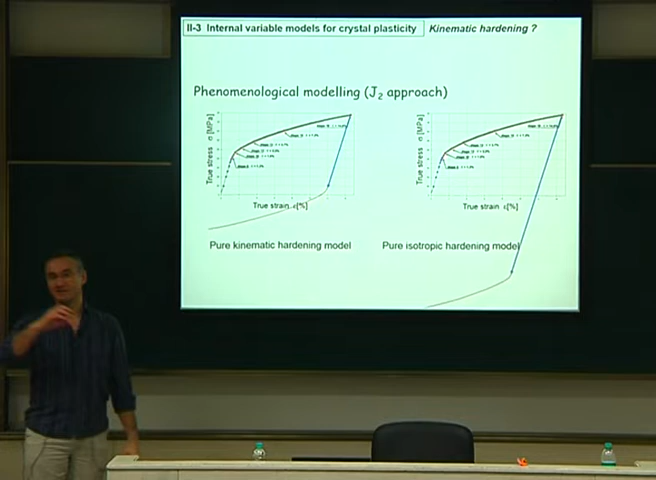 II-3 Internal variable models for crystal plasticity
Kinematic hardening ?
Phenomenological modelling (J₂ approach)
True stress σ [MPa]
True strain ε[%]
Pure kinematic hardening model
True stress σ [MPa]
True strain ε[%]
Pure isotropic hardening model